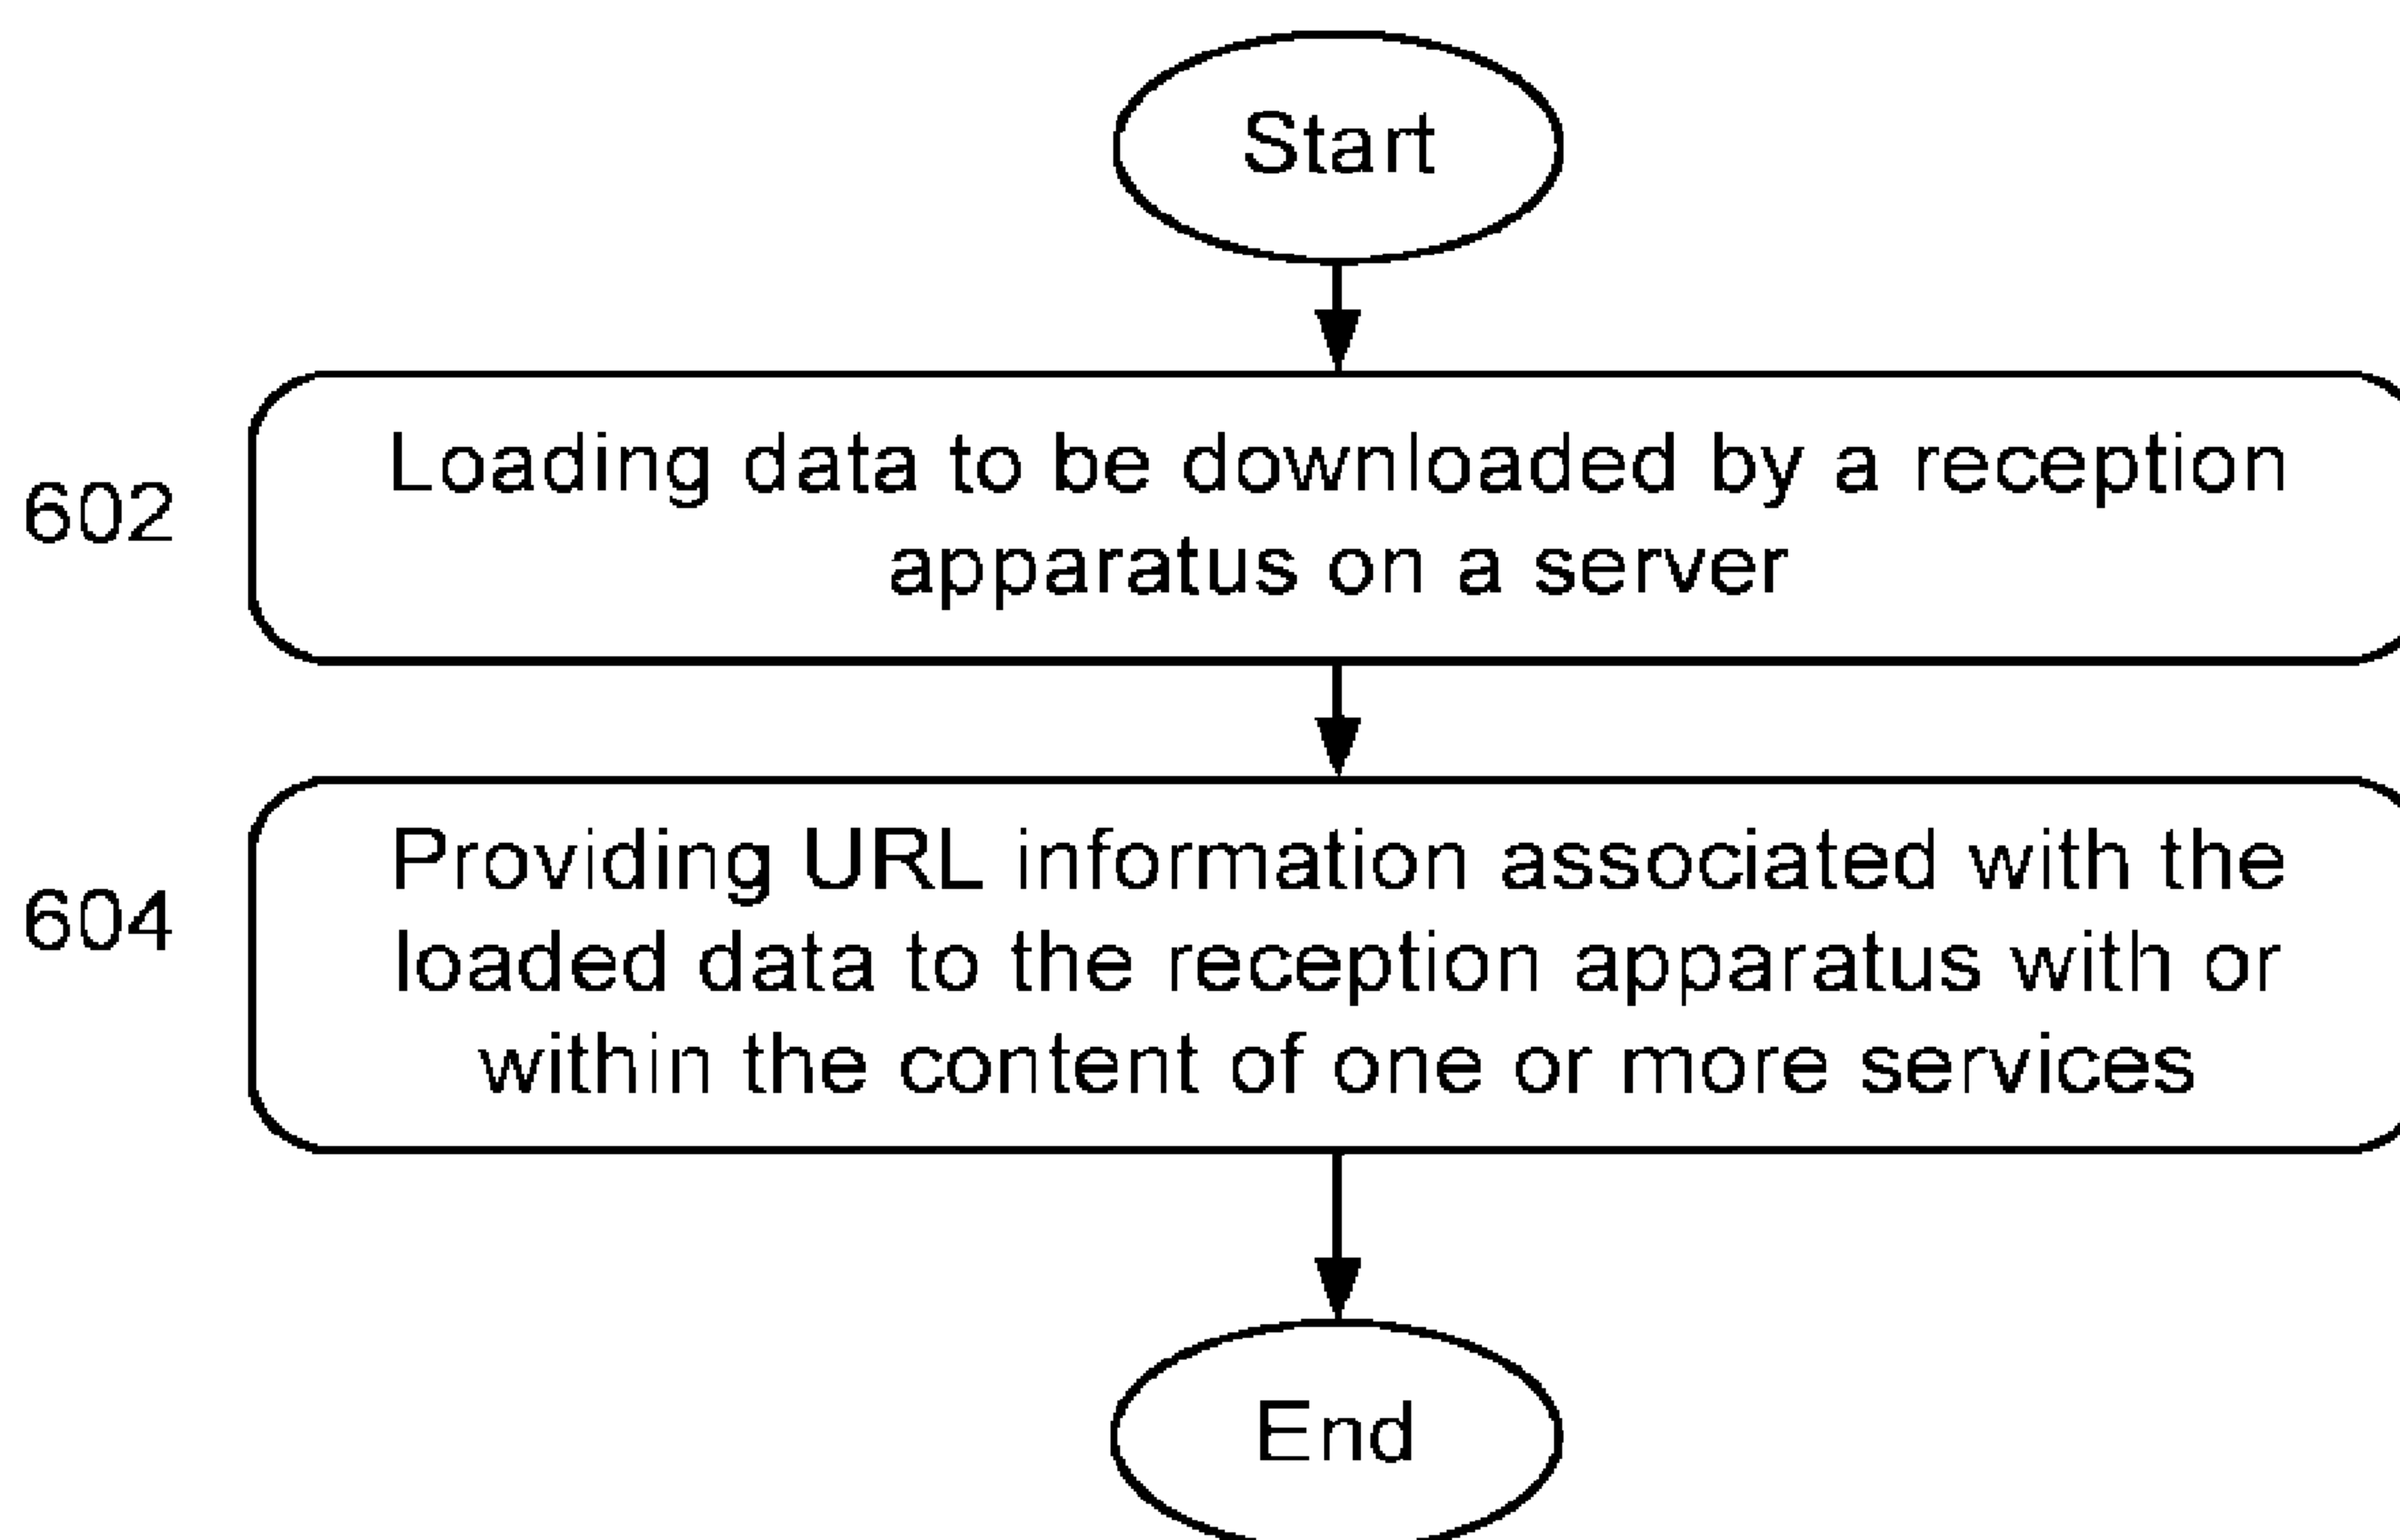 Start
602
Loading data to be downloaded by a reception
apparatus on a server
604
Providing URL information associated with the
loaded data to the reception apparatus with or
within the content of one or more services
End